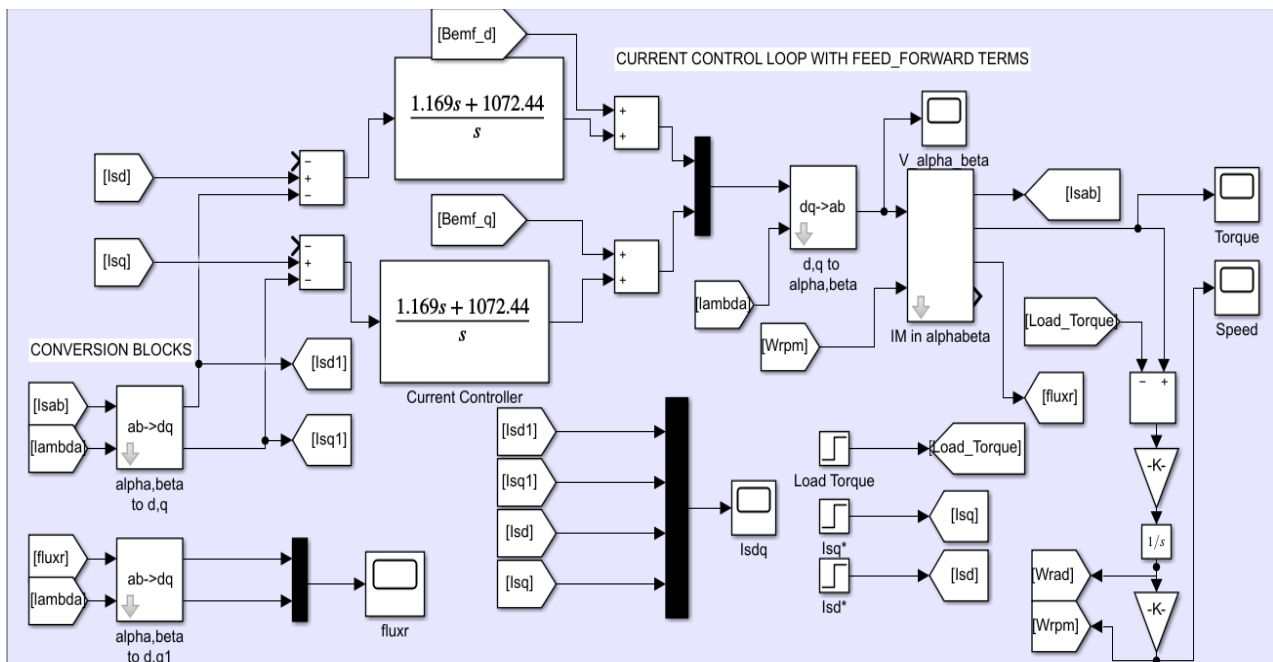 [Bemf_d]
CURRENT CONTROL LOOP WITH FEED_FORWARD TERMS
1.169s + 1072.44
s
+
+
V_alpha_beta
[Isd]
−
+
−
[Isab]
dq->ab
d,q to
alpha,beta
Torque
[Bemf_q]
[Isq]
−
+
−
+
+
1.169s + 1072.44
s
Current Controller
[lambda]
[Wrpm]
IM in alphabeta
[Load_Torque]
Speed
CONVERSION BLOCKS
[Isd1]
[Isab]
[lambda]
ab->dq
alpha,beta
to d,q
[Isq1]
[fluxr]
− +
[Isd1]
[Isq1]
[Isd]
[Isq]
Isdq
Load Torque
[Load_Torque]
Isq*
[Isq]
Isd*
[Isd]
-K-
1/s
[Wrad]
-K-
[Wrpm]
[fluxr]
[lambda]
ab->dq
alpha,beta
to d,q1
fluxr